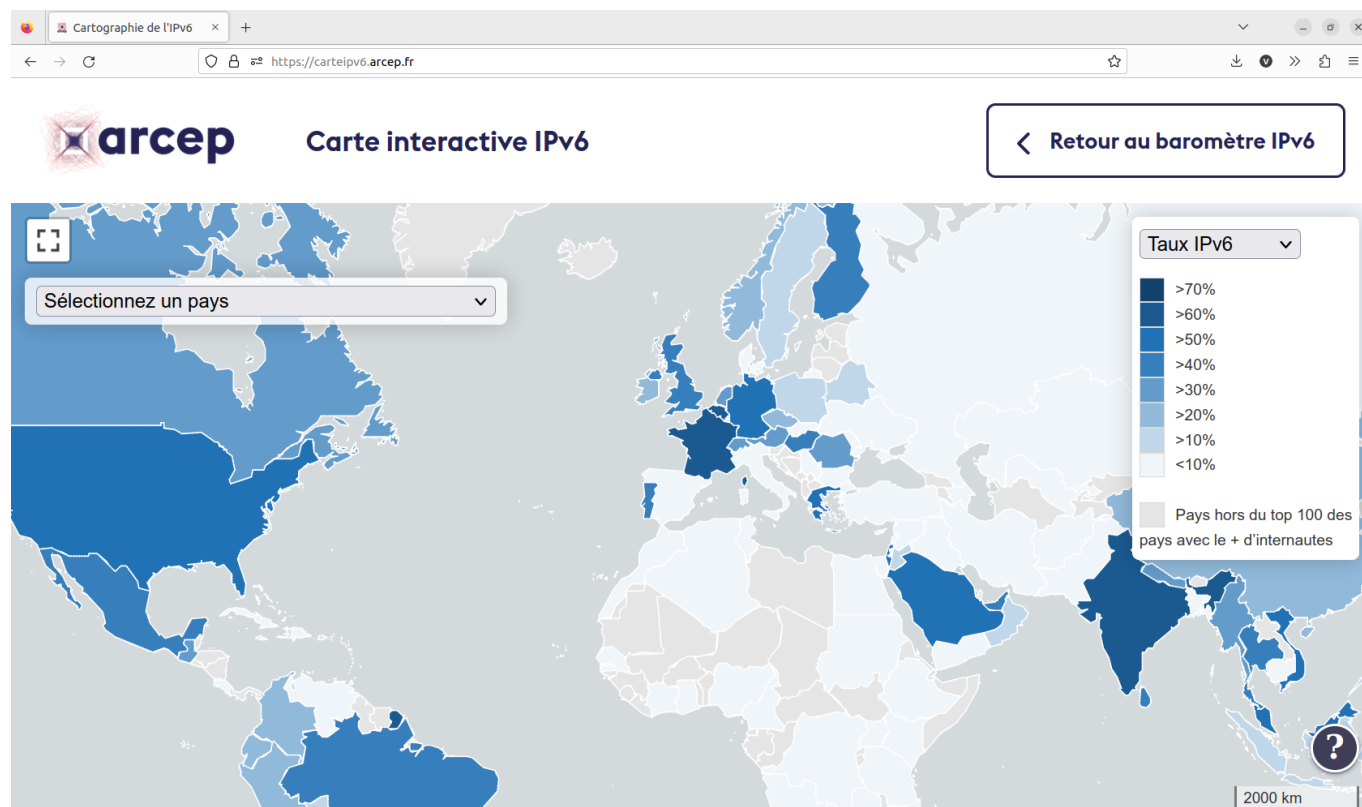 Cartographie de l'IPv6
https://carteipv6.arcep.fr
arcep
Carte interactive IPv6
Retour au baromètre IPv6
Sélectionnez un pays
Taux IPv6
>70%
>60%
>50%
>40%
>30%
>20%
>10%
<10%
Pays hors du top 100 des
pays avec le + d'internautes
?
2000 km